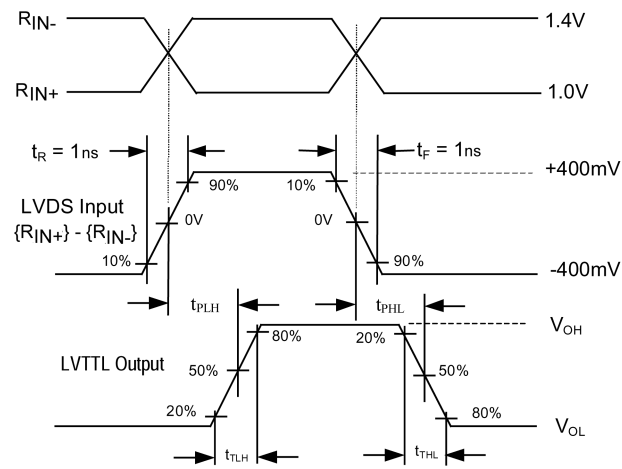 RIN- 1.4V
RIN+ 1.0V
tR = 1ns tF = 1ns +400mV
90% 10%
LVDS Input 0V 0V
{RIN+} - {RIN-}
10% 90% -400mV
tPLH tPHL
80% 20% VOH
LVTTL Output 50% 50%
20% 80% VOL
tTLH tTHL